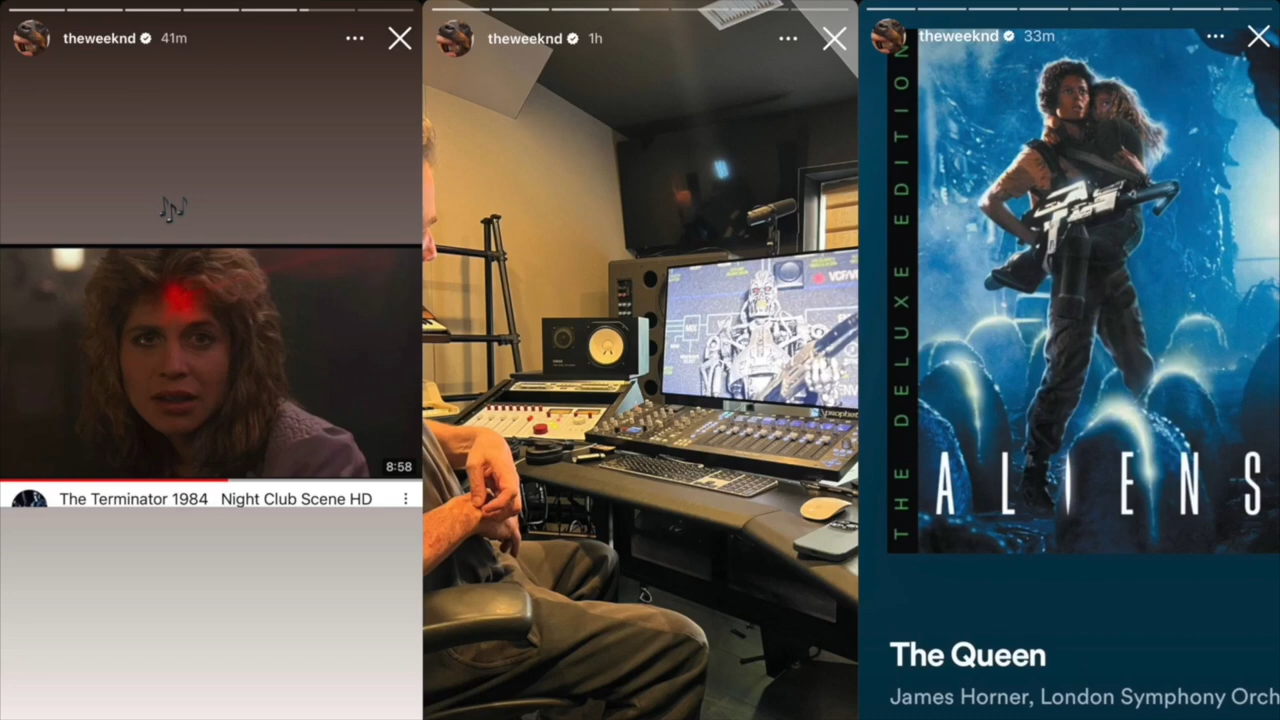 theweeknd 41m
8:58
The Terminator 1984 Night Club Scene HD
theweeknd 1h
VCF/V
prophet
theweeknd 33m
THE DELUXE EDITION
ALIENS
The Queen
James Horner, London Symphony Orch